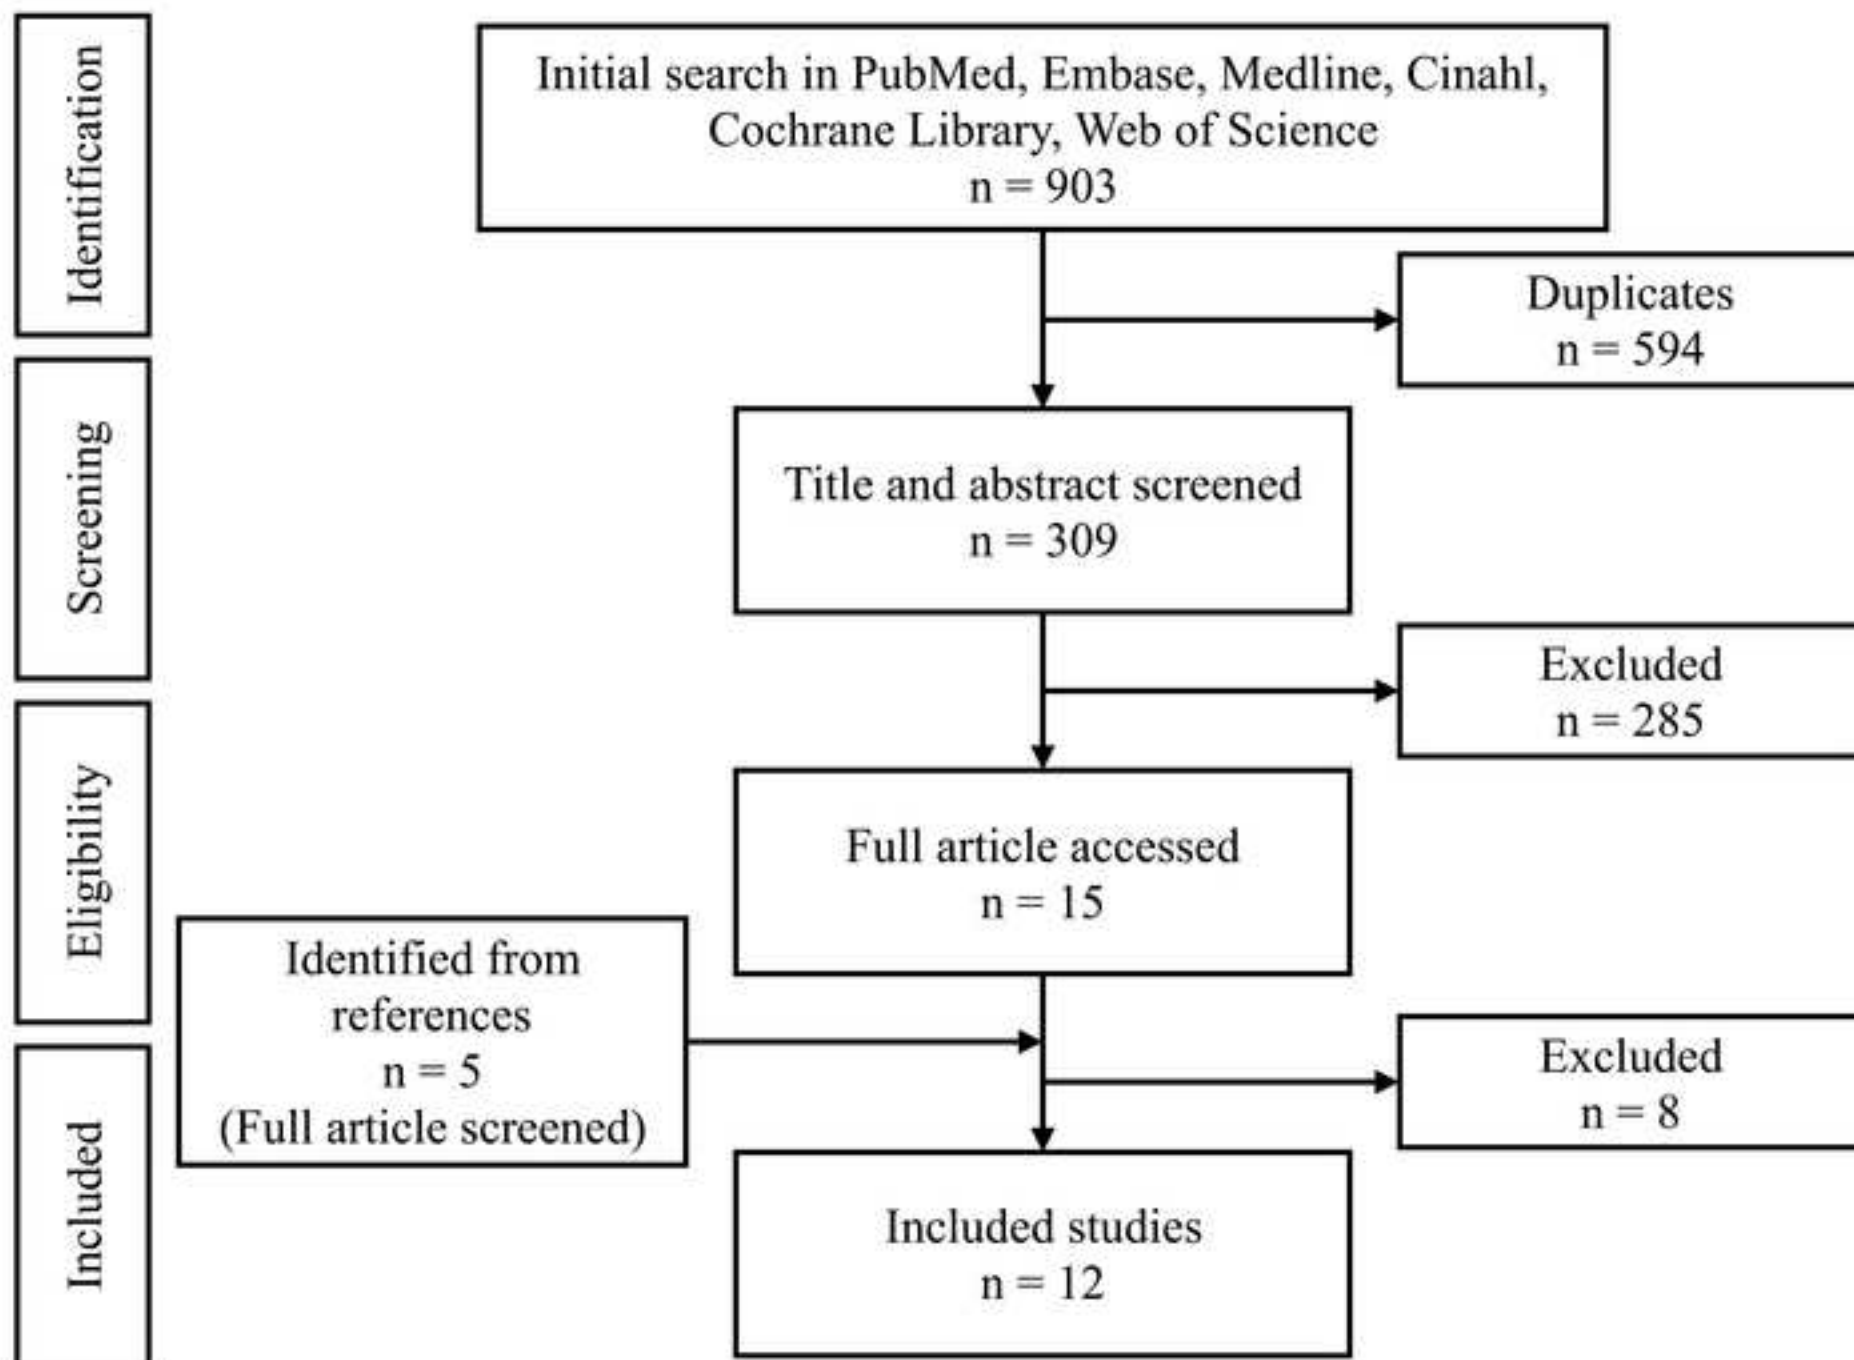 Identification
Initial search in PubMed, Embase, Medline, Cinahl,
Cochrane Library, Web of Science
n = 903
Duplicates
n = 594
Screening
Title and abstract screened
n = 309
Excluded
n = 285
Eligibility
Full article accessed
n = 15
Identified from
references
n = 5
(Full article screened)
Excluded
n = 8
Included
Included studies
n = 12